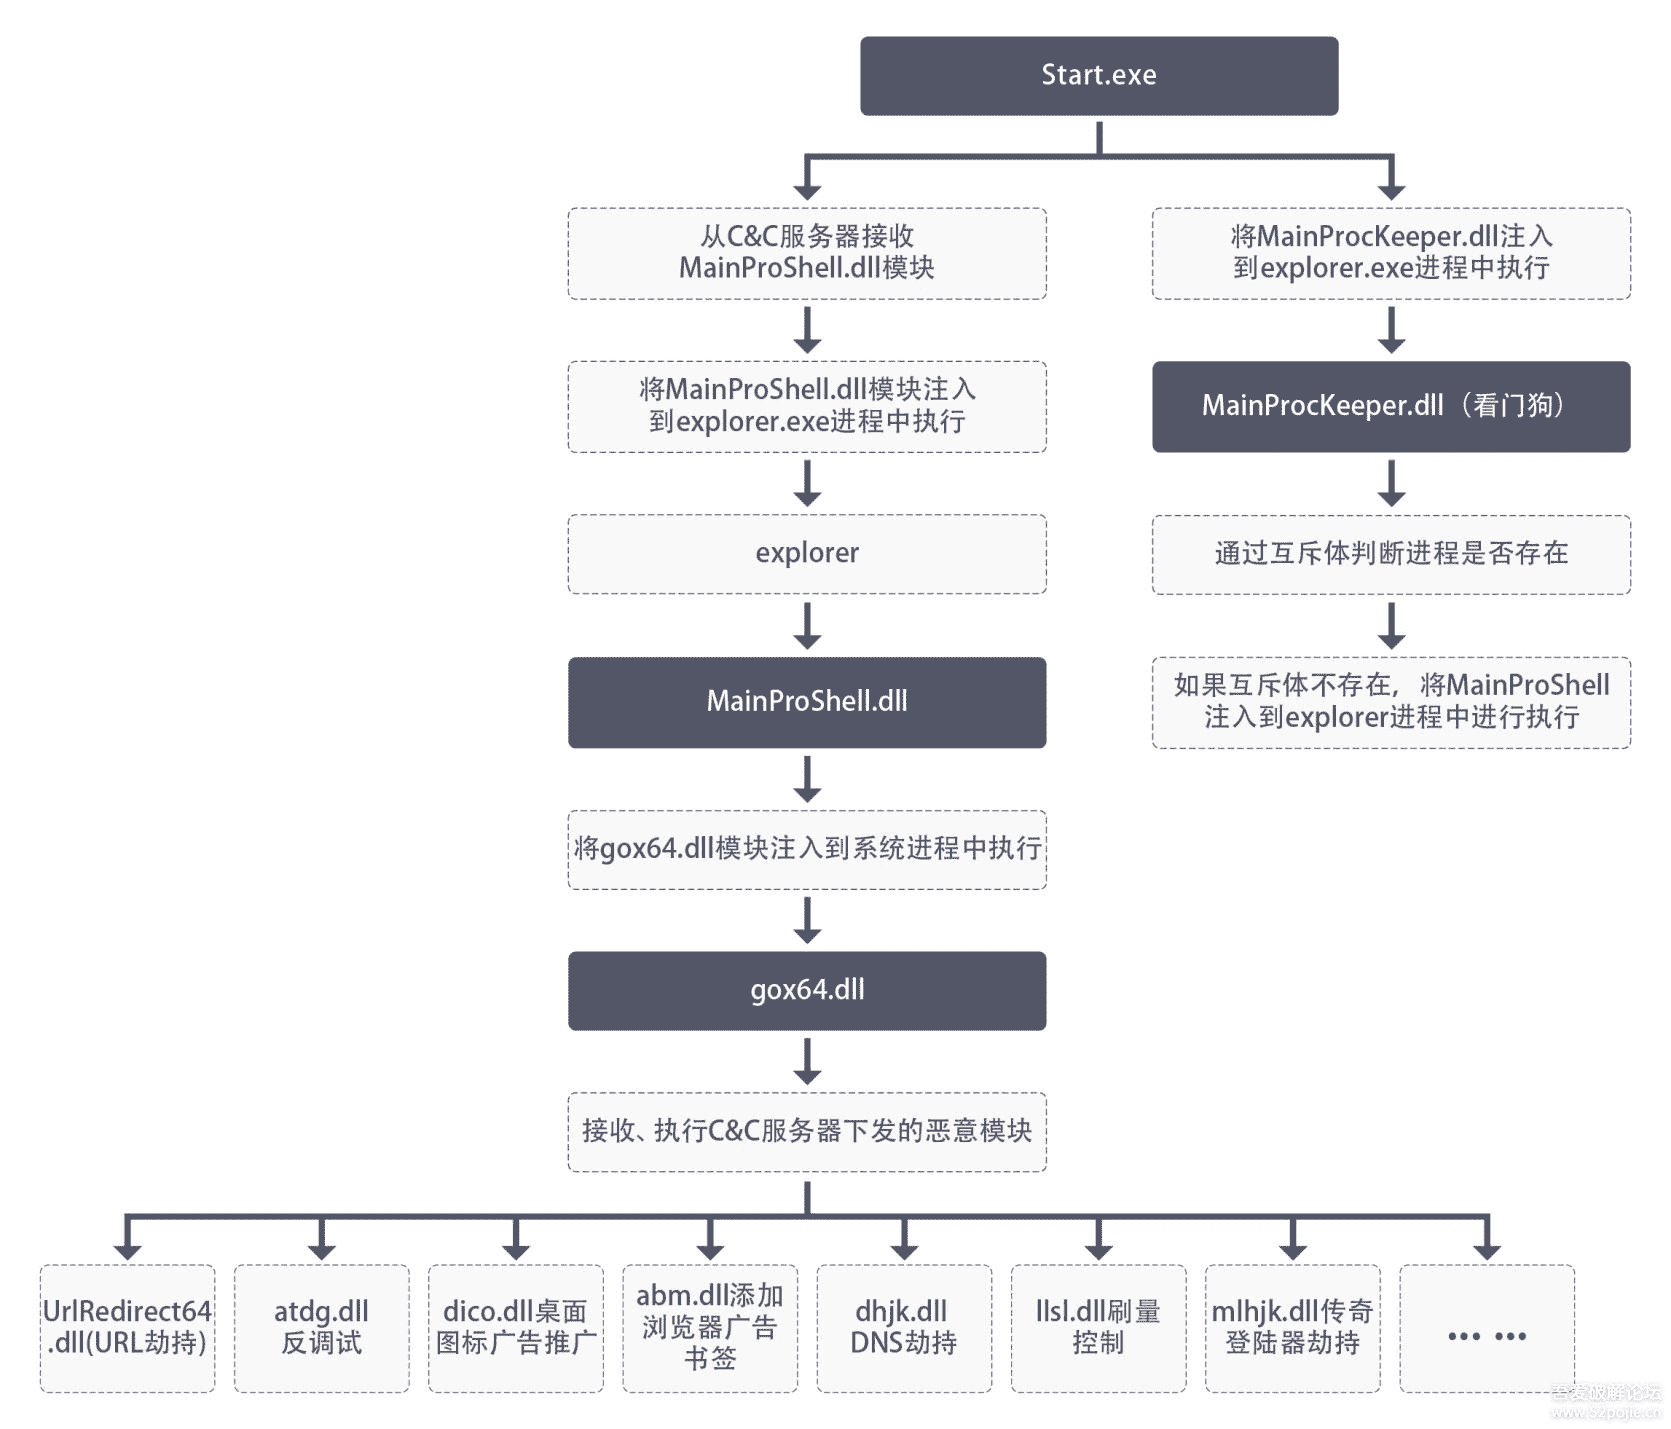 Start.exe
从C&C服务器接收
MainProShell.dll模块
将MainProcKeeper.dll注入
到explorer.exe进程中执行
将MainProShell.dll模块注入
到explorer.exe进程中执行
MainProcKeeper.dll（看门狗）
explorer
通过互斥体判断进程是否存在
MainProShell.dll
如果互斥体不存在，将MainProShell
注入到explorer进程中进行执行
将gox64.dll模块注入到系统进程中执行
gox64.dll
接收、执行C&C服务器下发的恶意模块
UrlRedirect64
.dll(URL劫持)
atdg.dll
反调试
dico.dll桌面
图标广告推广
abm.dll添加
浏览器广告
书签
dhjk.dll
DNS劫持
llsl.dll刷量
控制
mlhjk.dll传奇
登陆器劫持
... ...
吾爱破解论坛
www.52pojie.cn